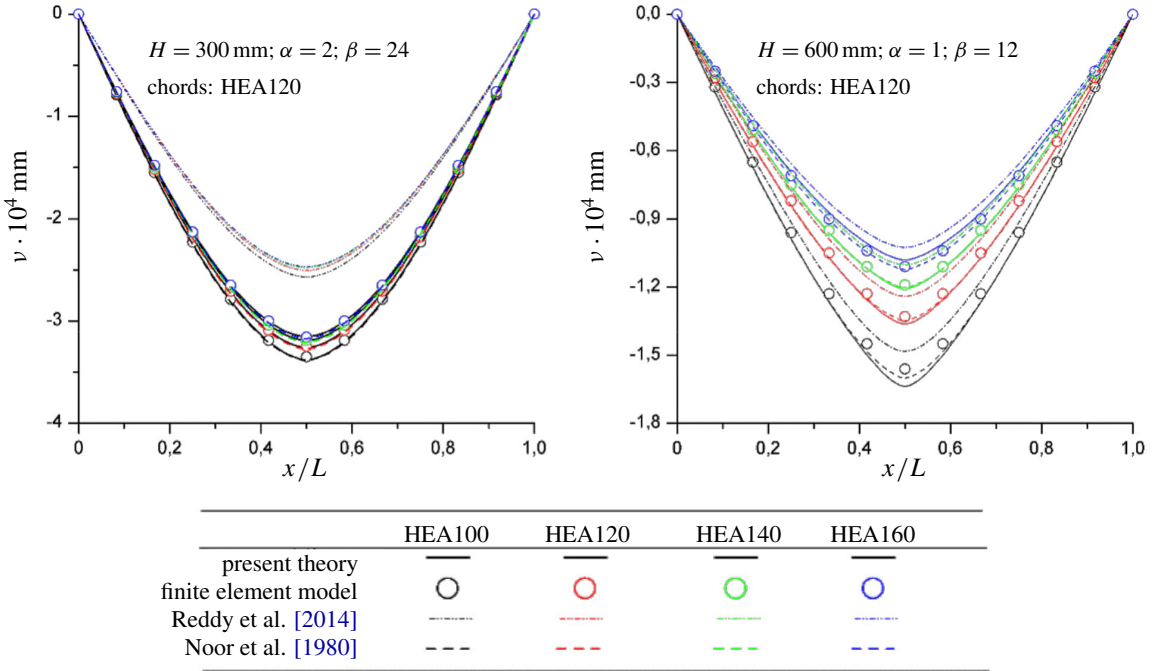 H = 300 mm; α = 2; β = 24
chords: HEA120
0
-1
-2
-3
-4
ν · 10⁴ mm
0 0,2 0,4 0,6 0,8 1,0
x/L
H = 600 mm; α = 1; β = 12
chords: HEA120
0,0
-0,3
-0,6
-0,9
-1,2
-1,5
-1,8
ν · 10⁴ mm
0 0,2 0,4 0,6 0,8 1,0
x/L
HEA100 HEA120 HEA140 HEA160
present theory
finite element model
Reddy et al. [2014]
Noor et al. [1980]